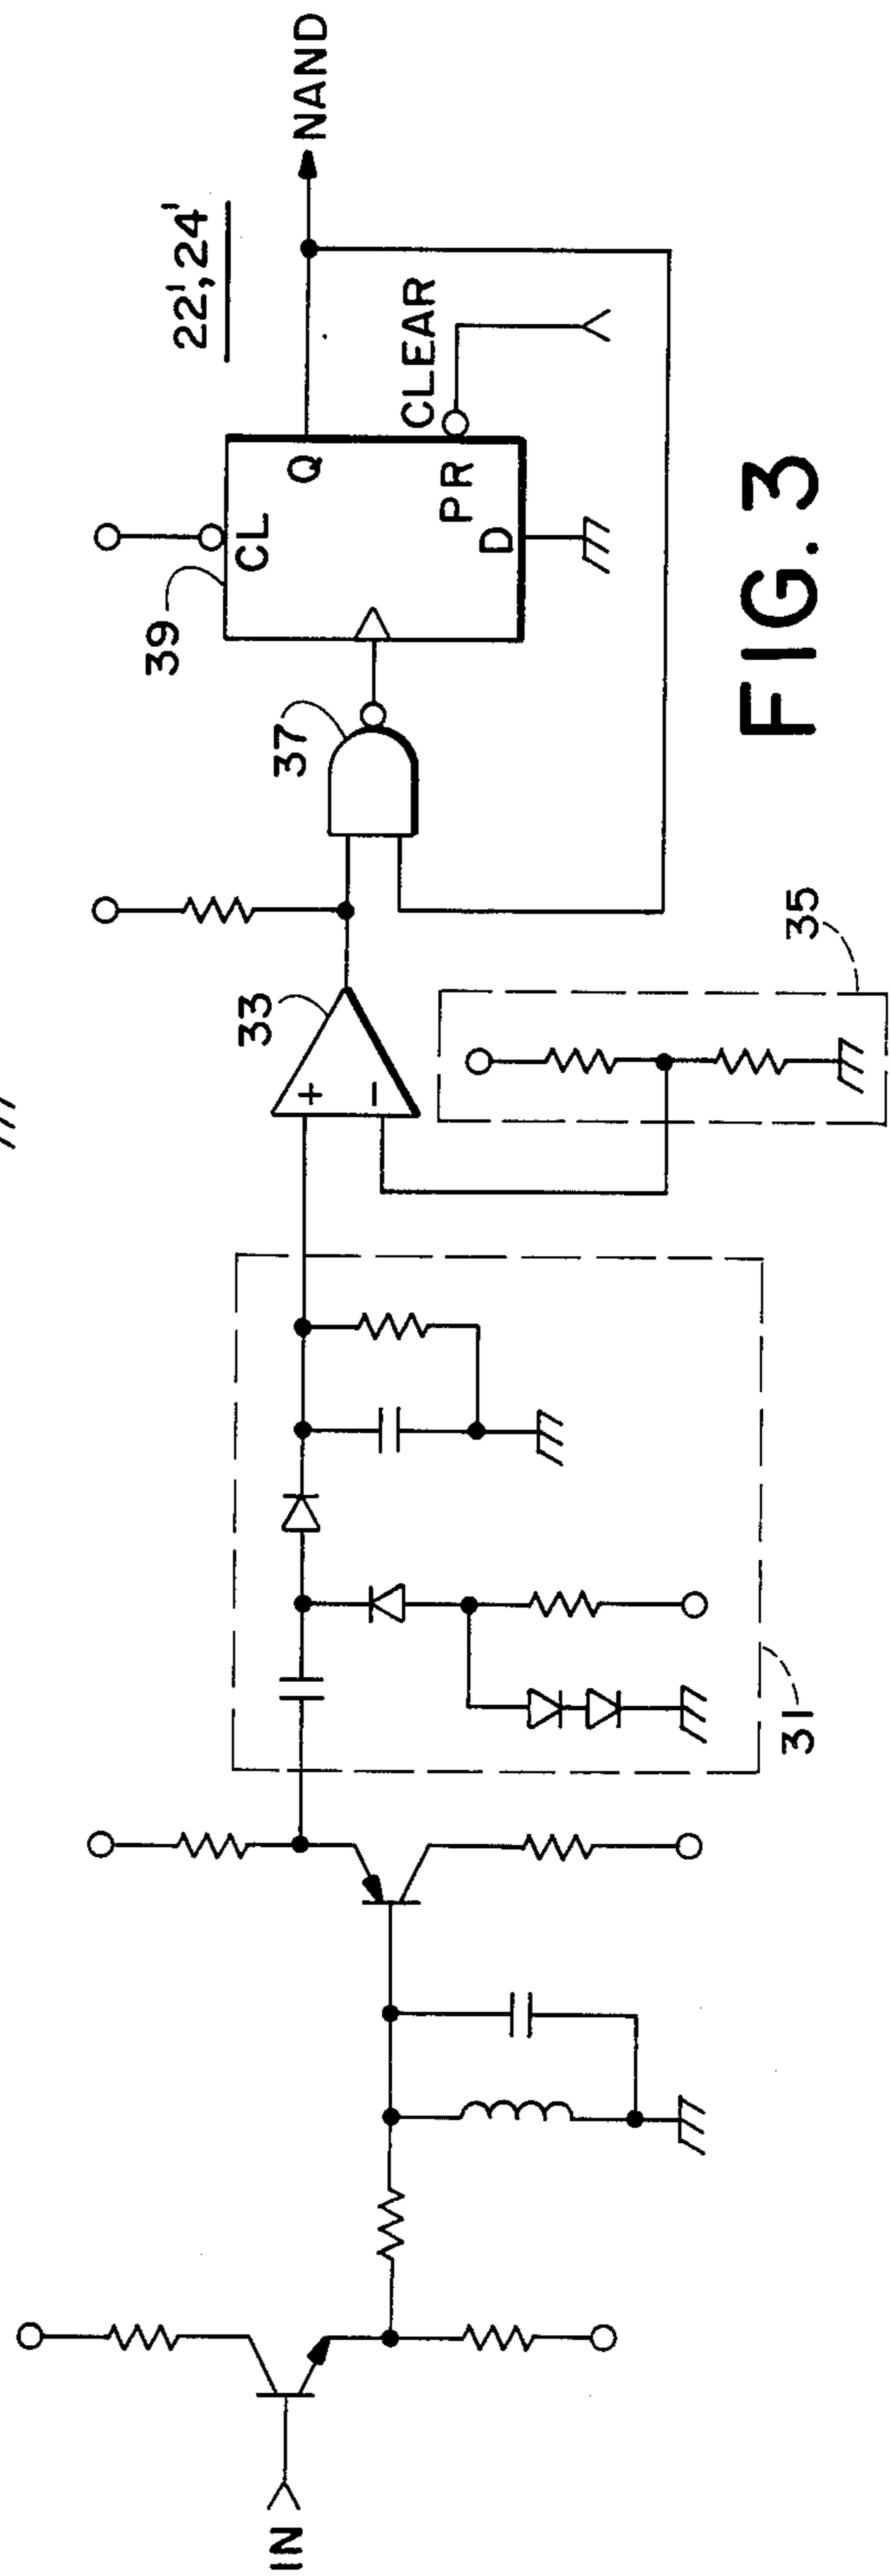 IN
31
33
35
37
39
CL
Q
PR
D
CLEAR
22', 24'
NAND
+
−
FIG. 3